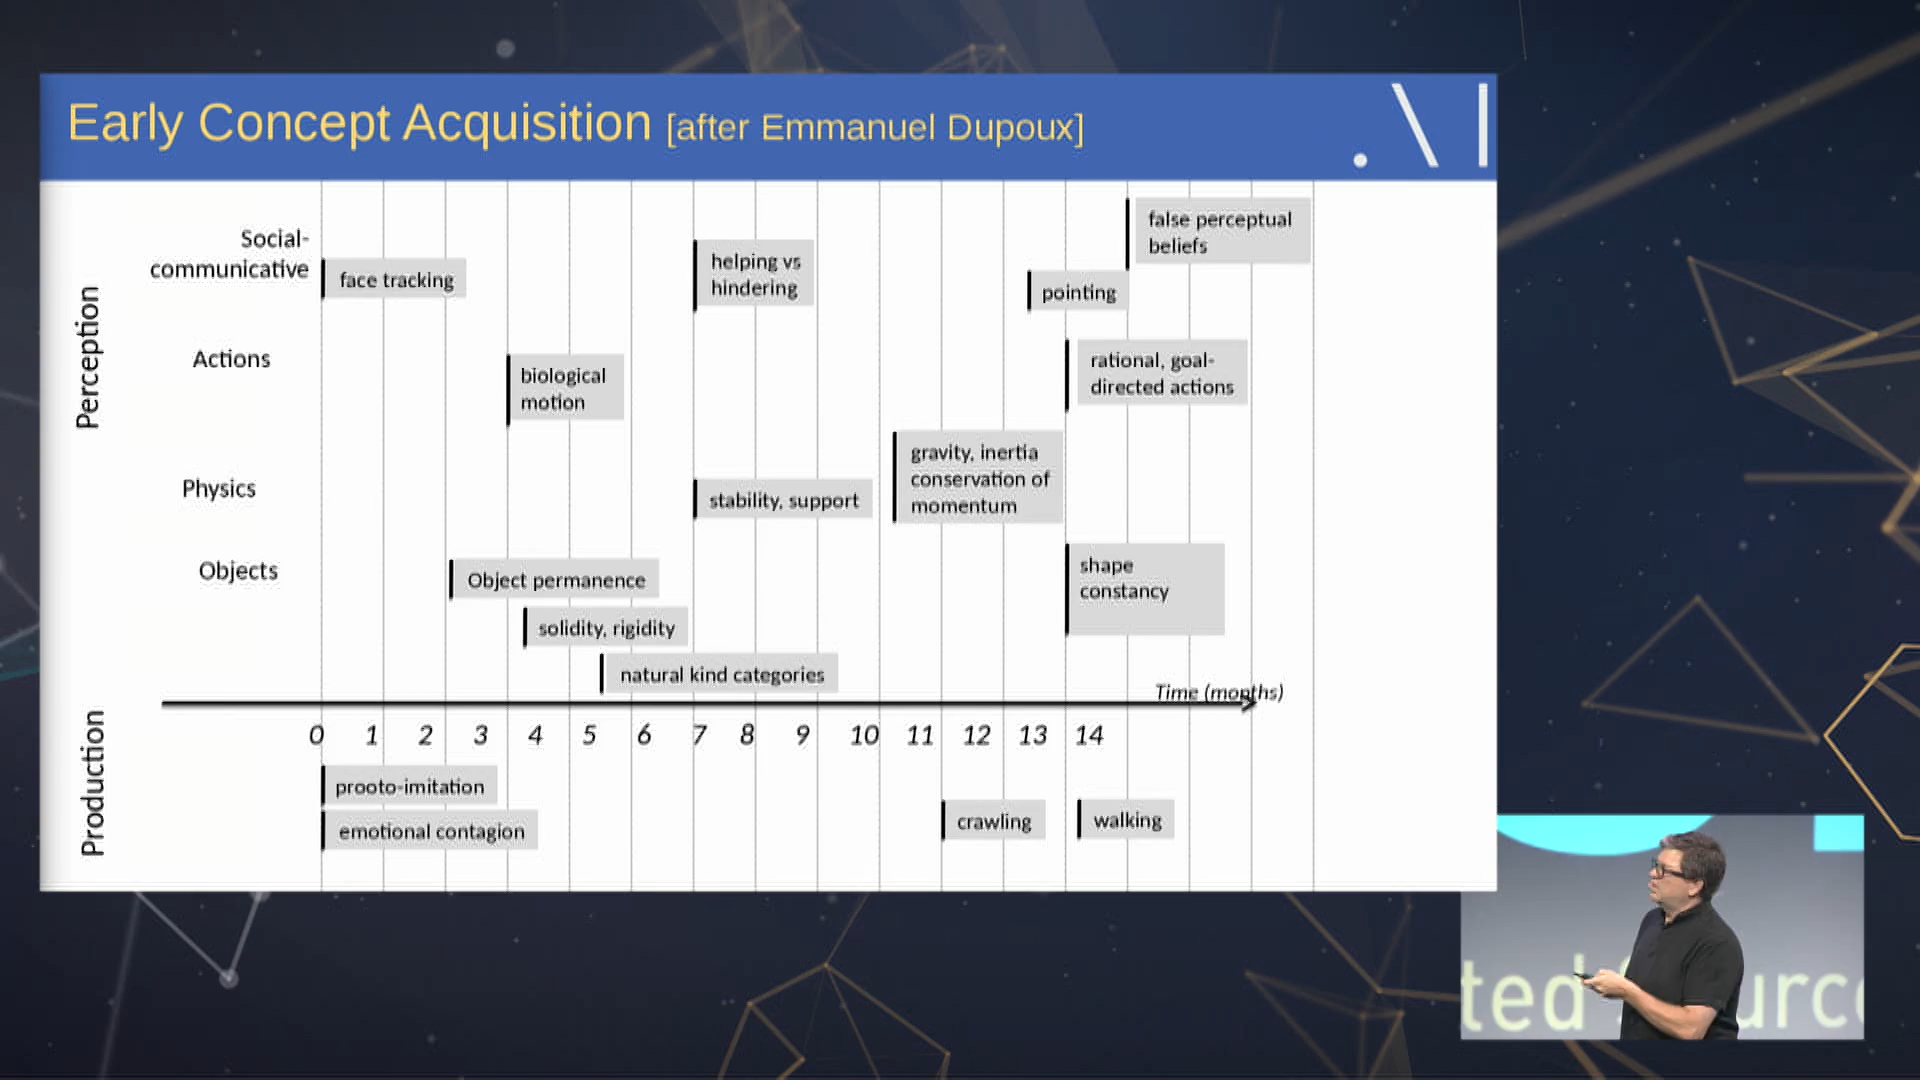 Early Concept Acquisition [after Emmanuel Dupoux]
. \ |
Perception
Social-
communicative
face tracking
helping vs
hindering
pointing
false perceptual
beliefs
Actions
biological
motion
rational, goal-
directed actions
Physics
stability, support
gravity, inertia
conservation of
momentum
Objects
Object permanence
solidity, rigidity
natural kind categories
shape
constancy
Time (months)
0 1 2 3 4 5 6 7 8 9 10 11 12 13 14
Production
prooto-imitation
emotional contagion
crawling
walking
ted S urc